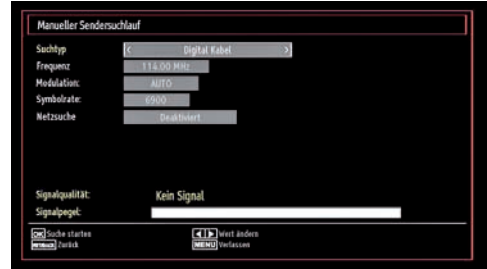 Manueller Sendersuchlauf
Suchtyp < Digital Kabel >
Frequenz 114.00 MHz
Modulation: AUTO
Symbolrate: 6900
Netzsuche Deaktiviert
Signalqualität: Kein Signal
Signalpegel:
OK Suche starten Wert ändern
Zurück MENU Verlassen